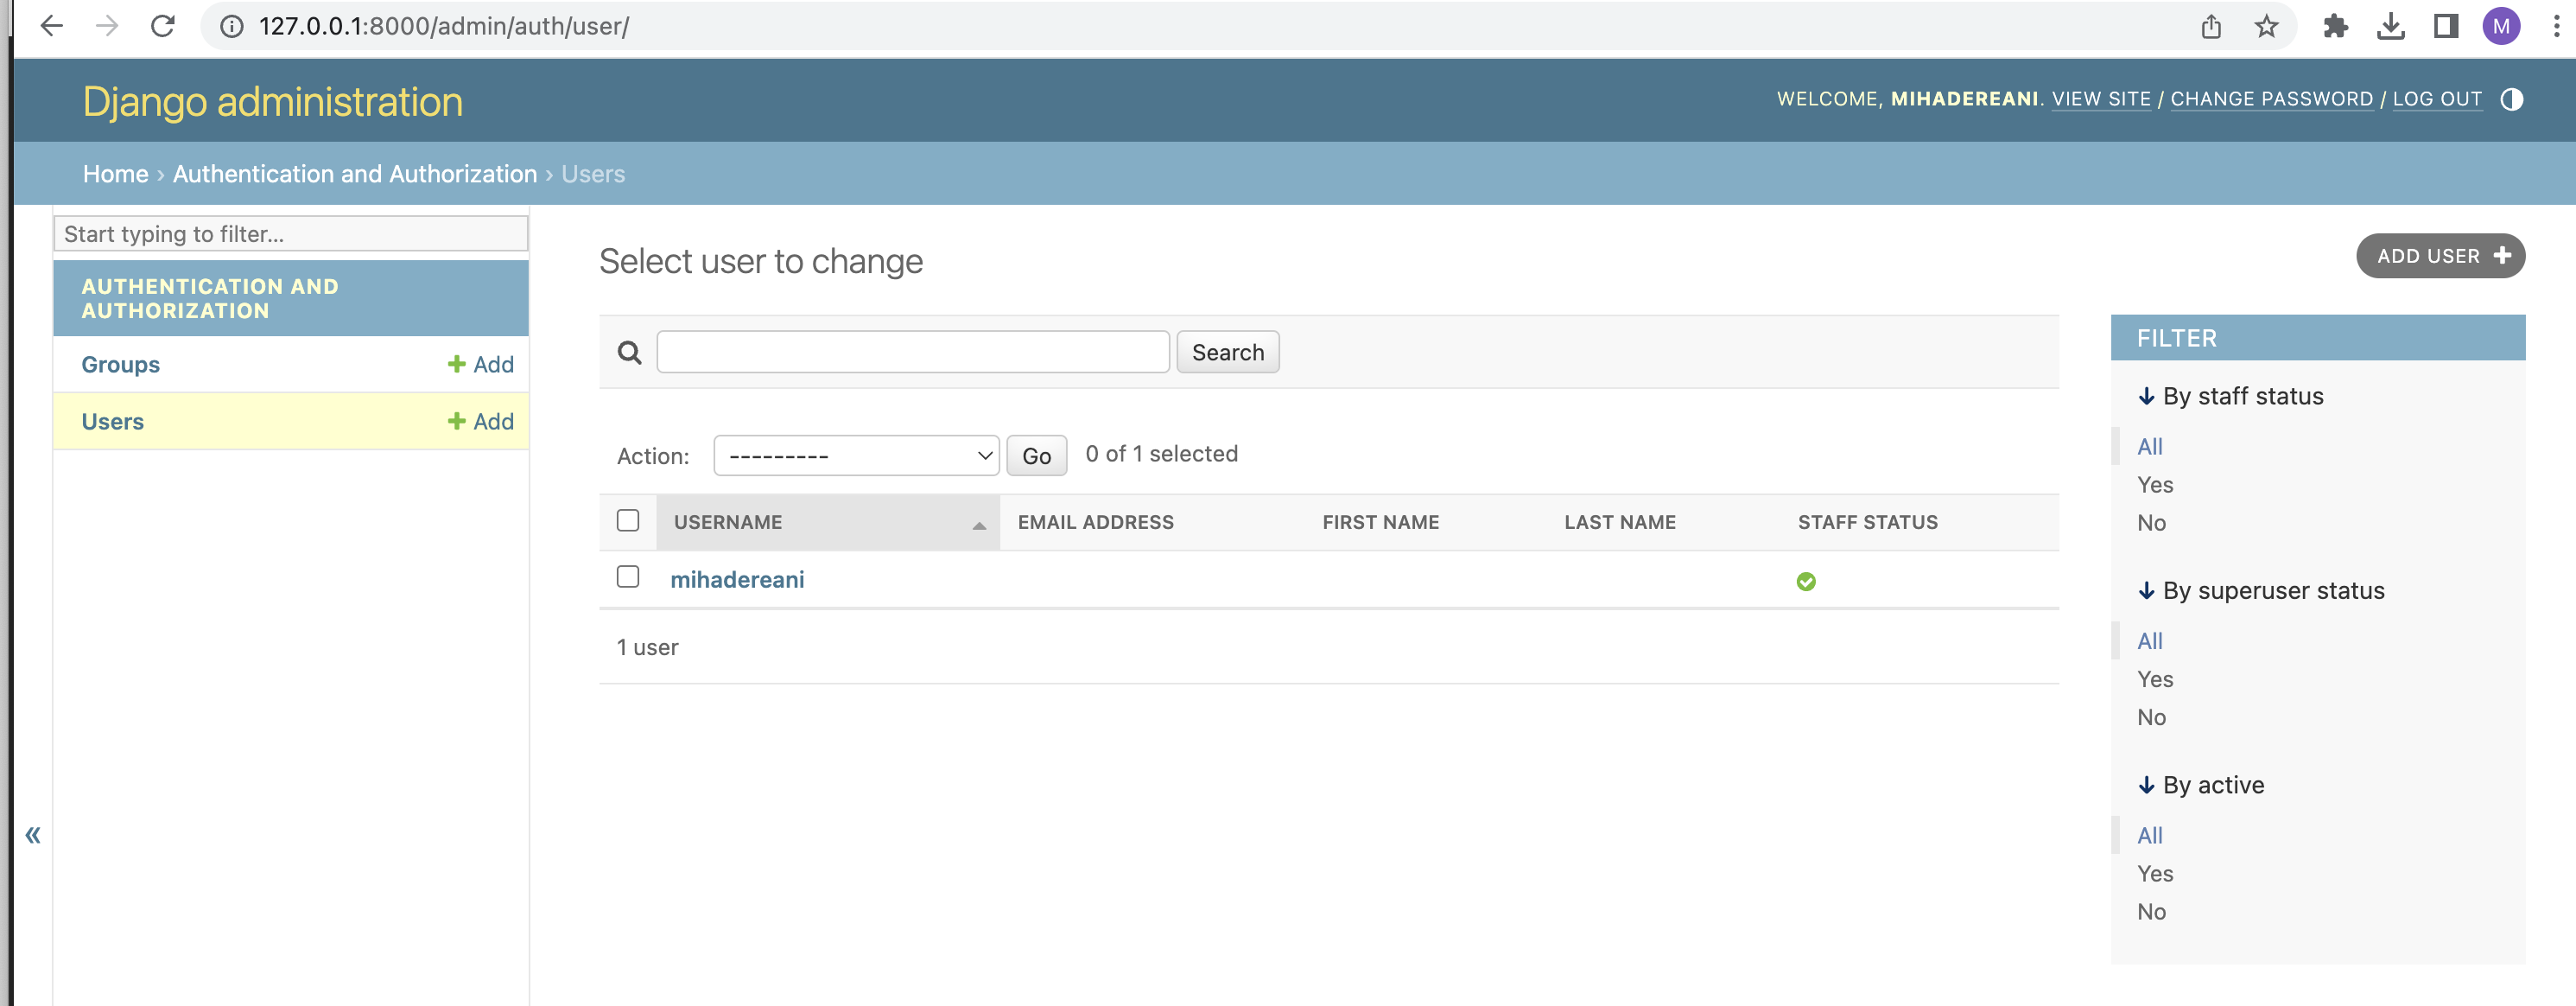 127.0.0.1:8000/admin/auth/user/
M
Django administration
WELCOME, MIHADEREANI. VIEW SITE / CHANGE PASSWORD / LOG OUT
Home › Authentication and Authorization › Users
Start typing to filter...
AUTHENTICATION AND
AUTHORIZATION
Groups + Add
Users + Add
«
Select user to change
ADD USER +
Search
Action: --------- Go 0 of 1 selected
USERNAME EMAIL ADDRESS FIRST NAME LAST NAME STAFF STATUS
mihadereani
1 user
FILTER
↓ By staff status
All
Yes
No
↓ By superuser status
All
Yes
No
↓ By active
All
Yes
No